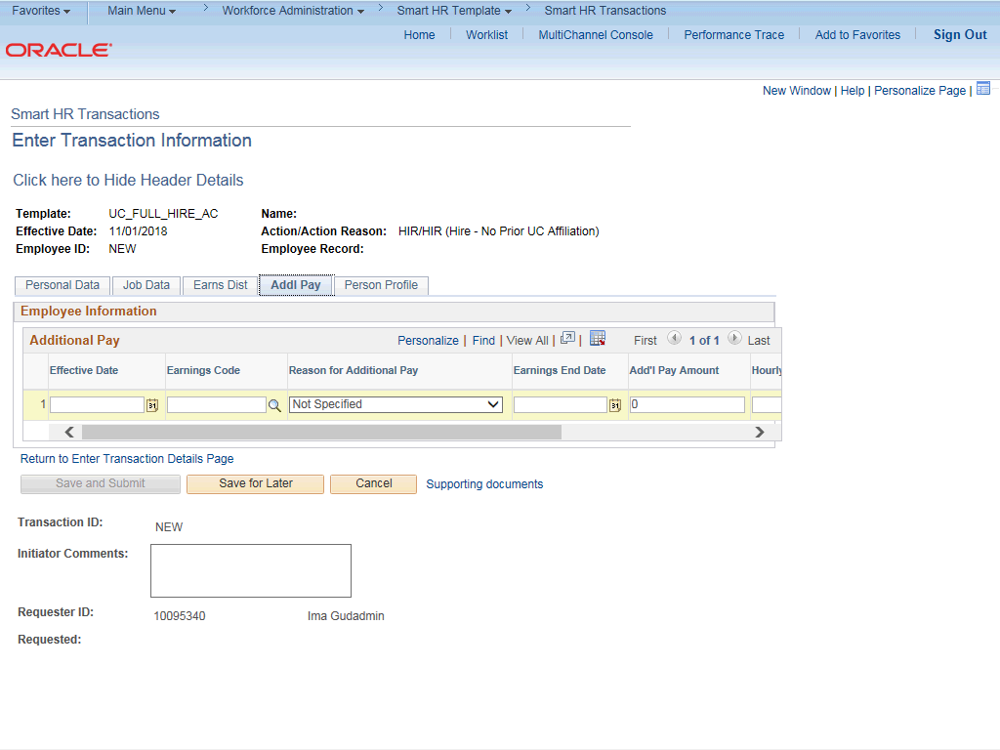 Favorites Main Menu > Workforce Administration > Smart HR Template > Smart HR Transactions
Home Worklist MultiChannel Console Performance Trace Add to Favorites Sign Out
ORACLE
New Window | Help | Personalize Page |
Smart HR Transactions
Enter Transaction Information
Click here to Hide Header Details
Template: UC_FULL_HIRE_AC Name:
Effective Date: 11/01/2018 Action/Action Reason: HIR/HIR (Hire - No Prior UC Affiliation)
Employee ID: NEW Employee Record:
Personal Data Job Data Earns Dist Addl Pay Person Profile
Employee Information
Additional Pay Personalize | Find | View All | | First 1 of 1 Last
Effective Date Earnings Code Reason for Additional Pay Earnings End Date Add'l Pay Amount Hourly
1 31 Not Specified 31 0
Return to Enter Transaction Details Page
Save and Submit Save for Later Cancel Supporting documents
Transaction ID: NEW
Initiator Comments:
Requester ID: 10095340 Ima Gudadmin
Requested: